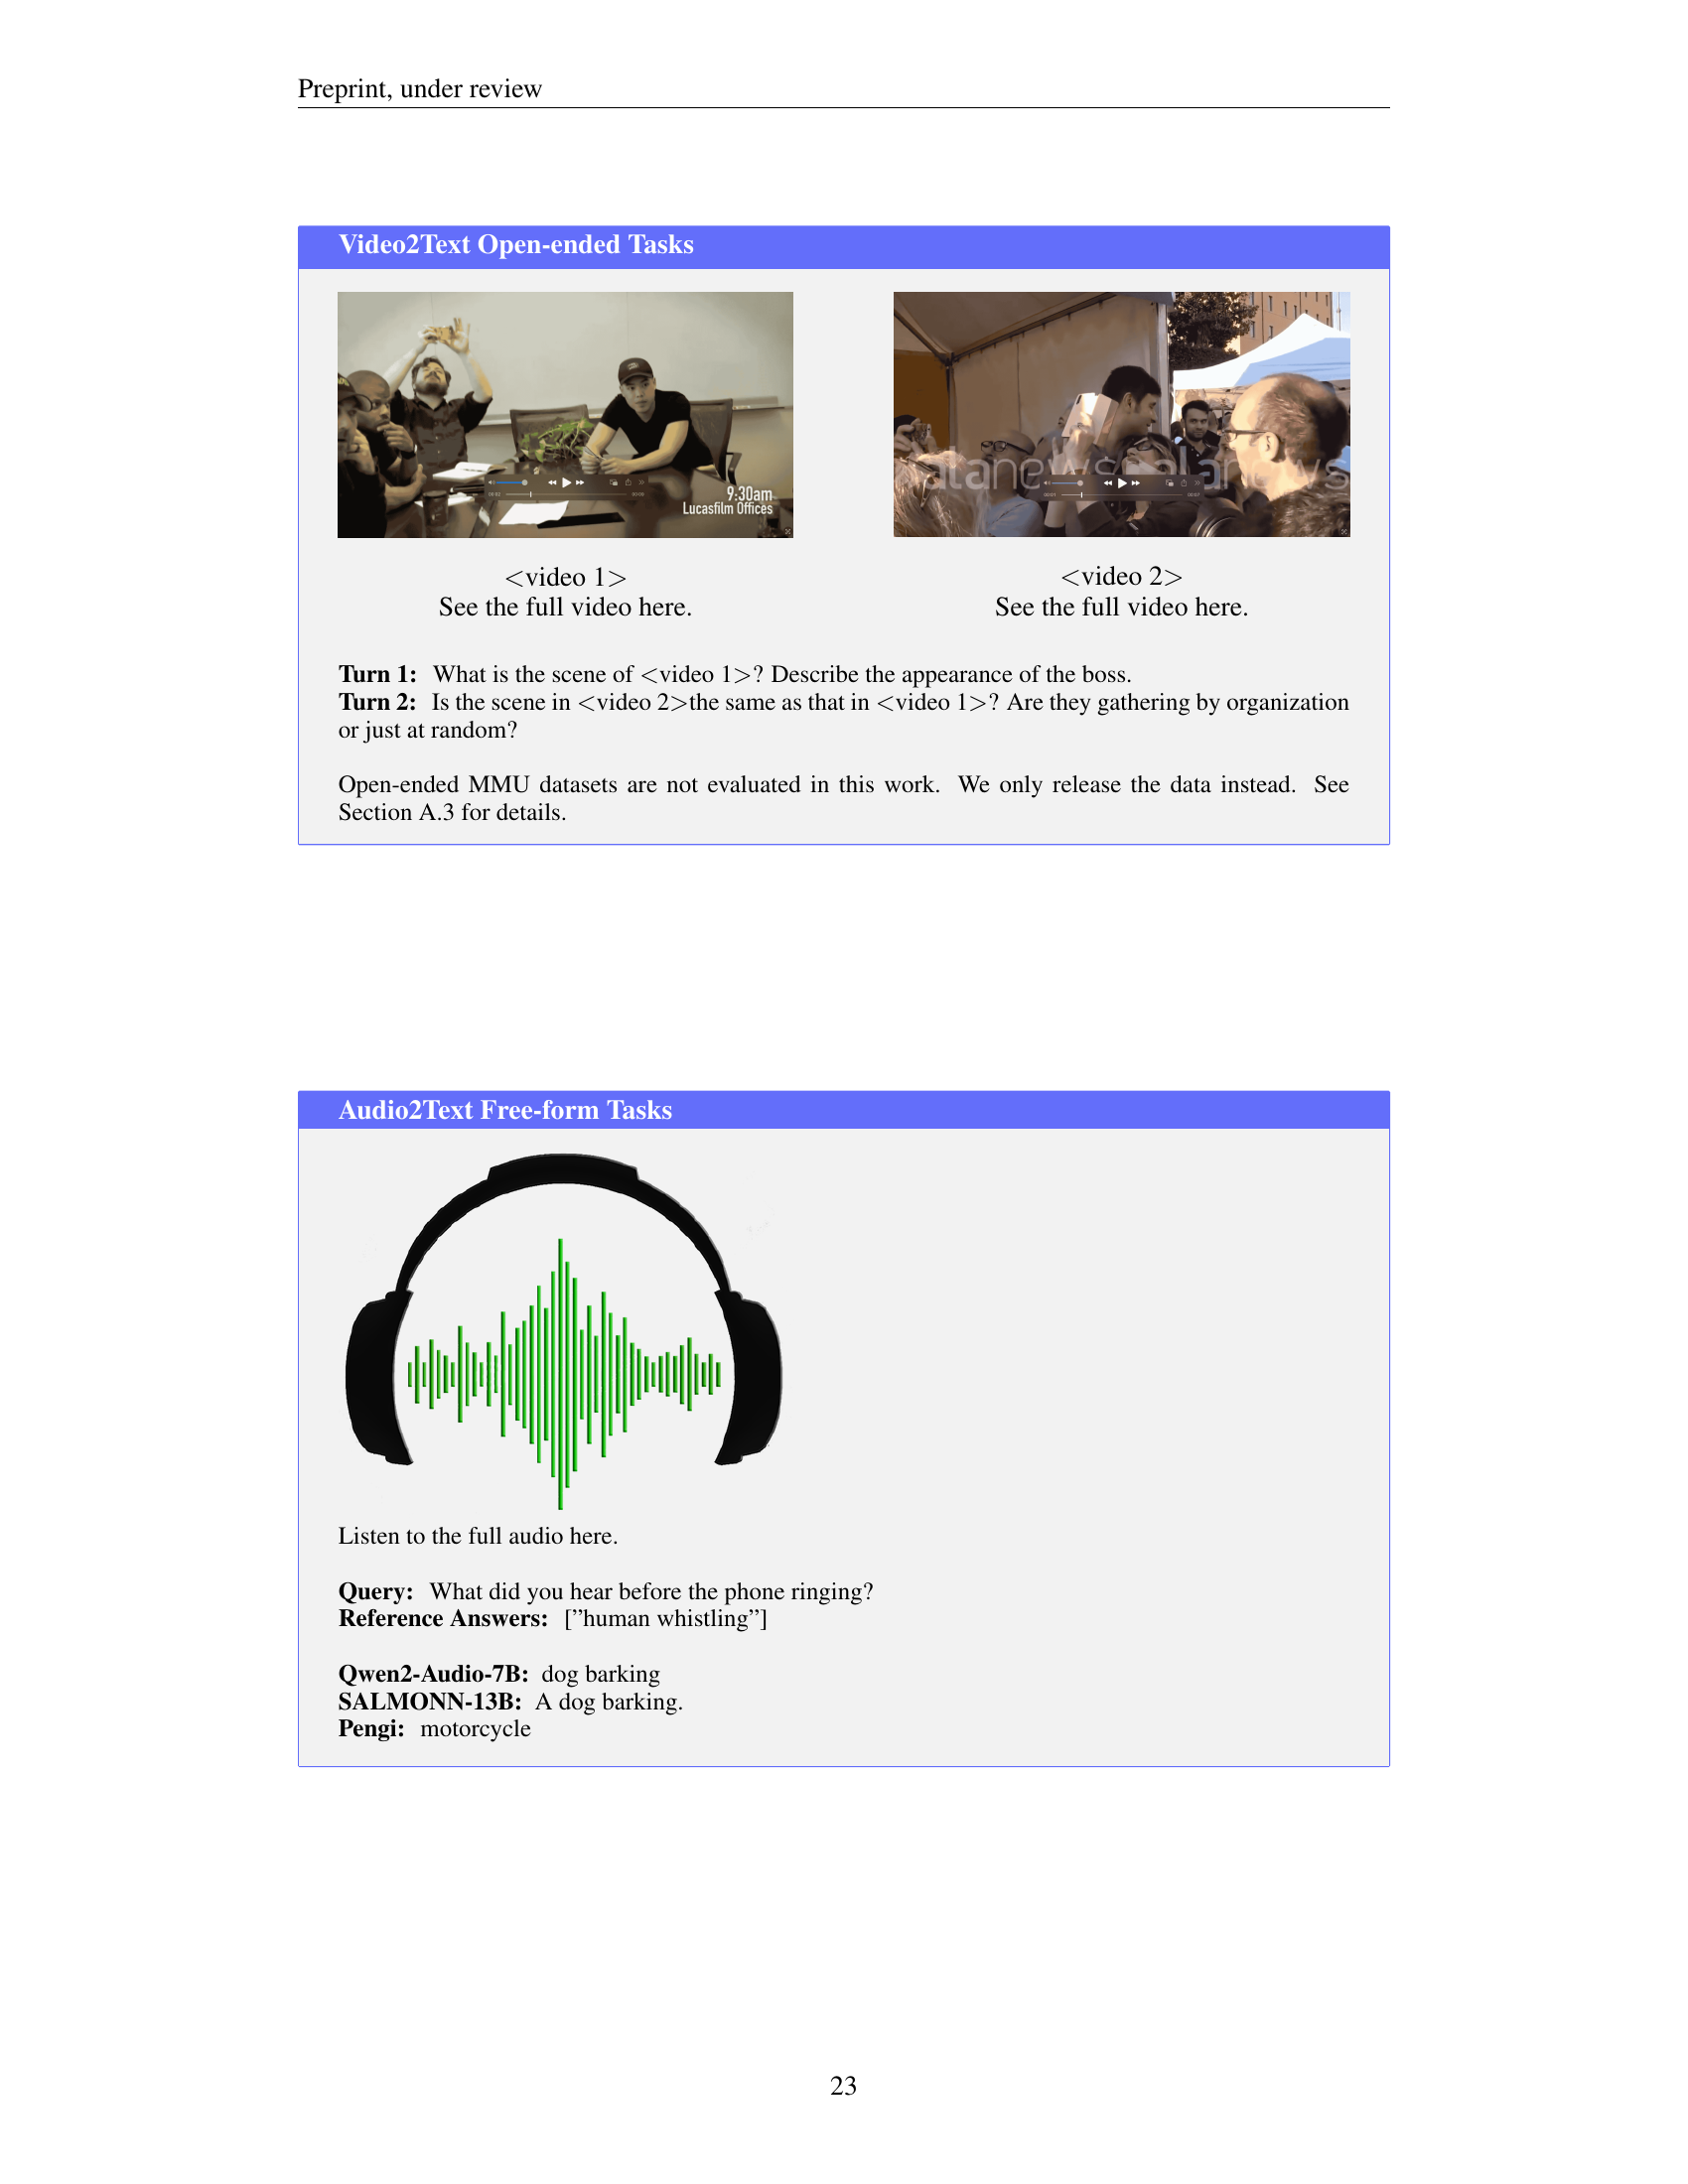 Preprint, under review
Video2Text Open-ended Tasks
9:30am
Lucasfilm Offices
<video 1>
See the full video here.
<video 2>
See the full video here.
Turn 1: What is the scene of <video 1>? Describe the appearance of the boss.
Turn 2: Is the scene in <video 2>the same as that in <video 1>? Are they gathering by organization
or just at random?
Open-ended MMU datasets are not evaluated in this work. We only release the data instead. See
Section A.3 for details.
Audio2Text Free-form Tasks
Listen to the full audio here.
Query: What did you hear before the phone ringing?
Reference Answers: [”human whistling”]
Qwen2-Audio-7B: dog barking
SALMONN-13B: A dog barking.
Pengi: motorcycle
23